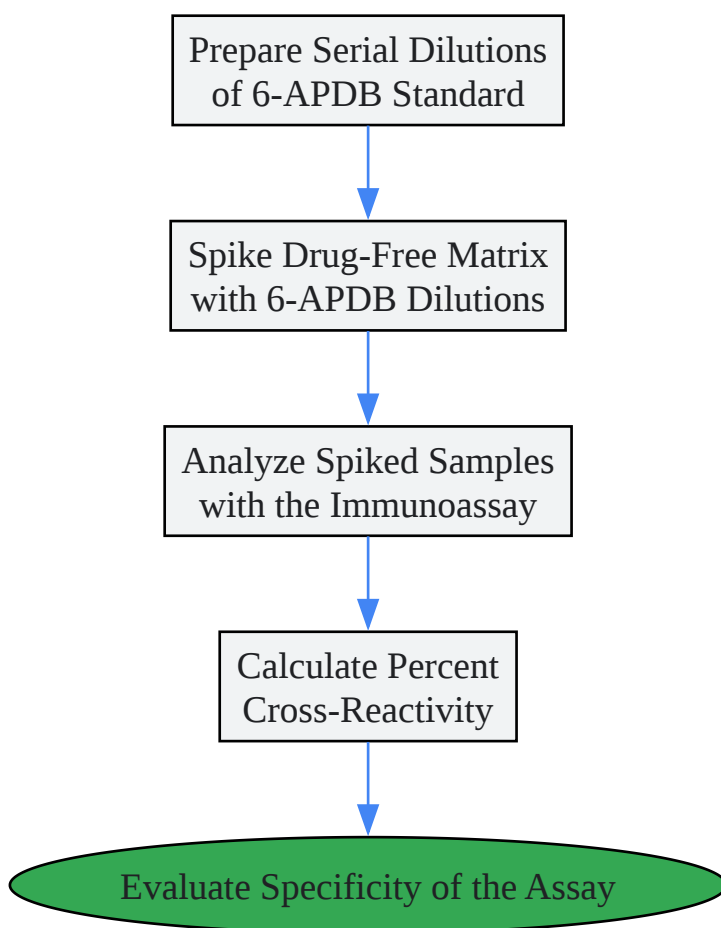 Prepare Serial Dilutions
of 6-APDB Standard
Spike Drug-Free Matrix
with 6-APDB Dilutions
Analyze Spiked Samples
with the Immunoassay
Calculate Percent
Cross-Reactivity
Evaluate Specificity of the Assay